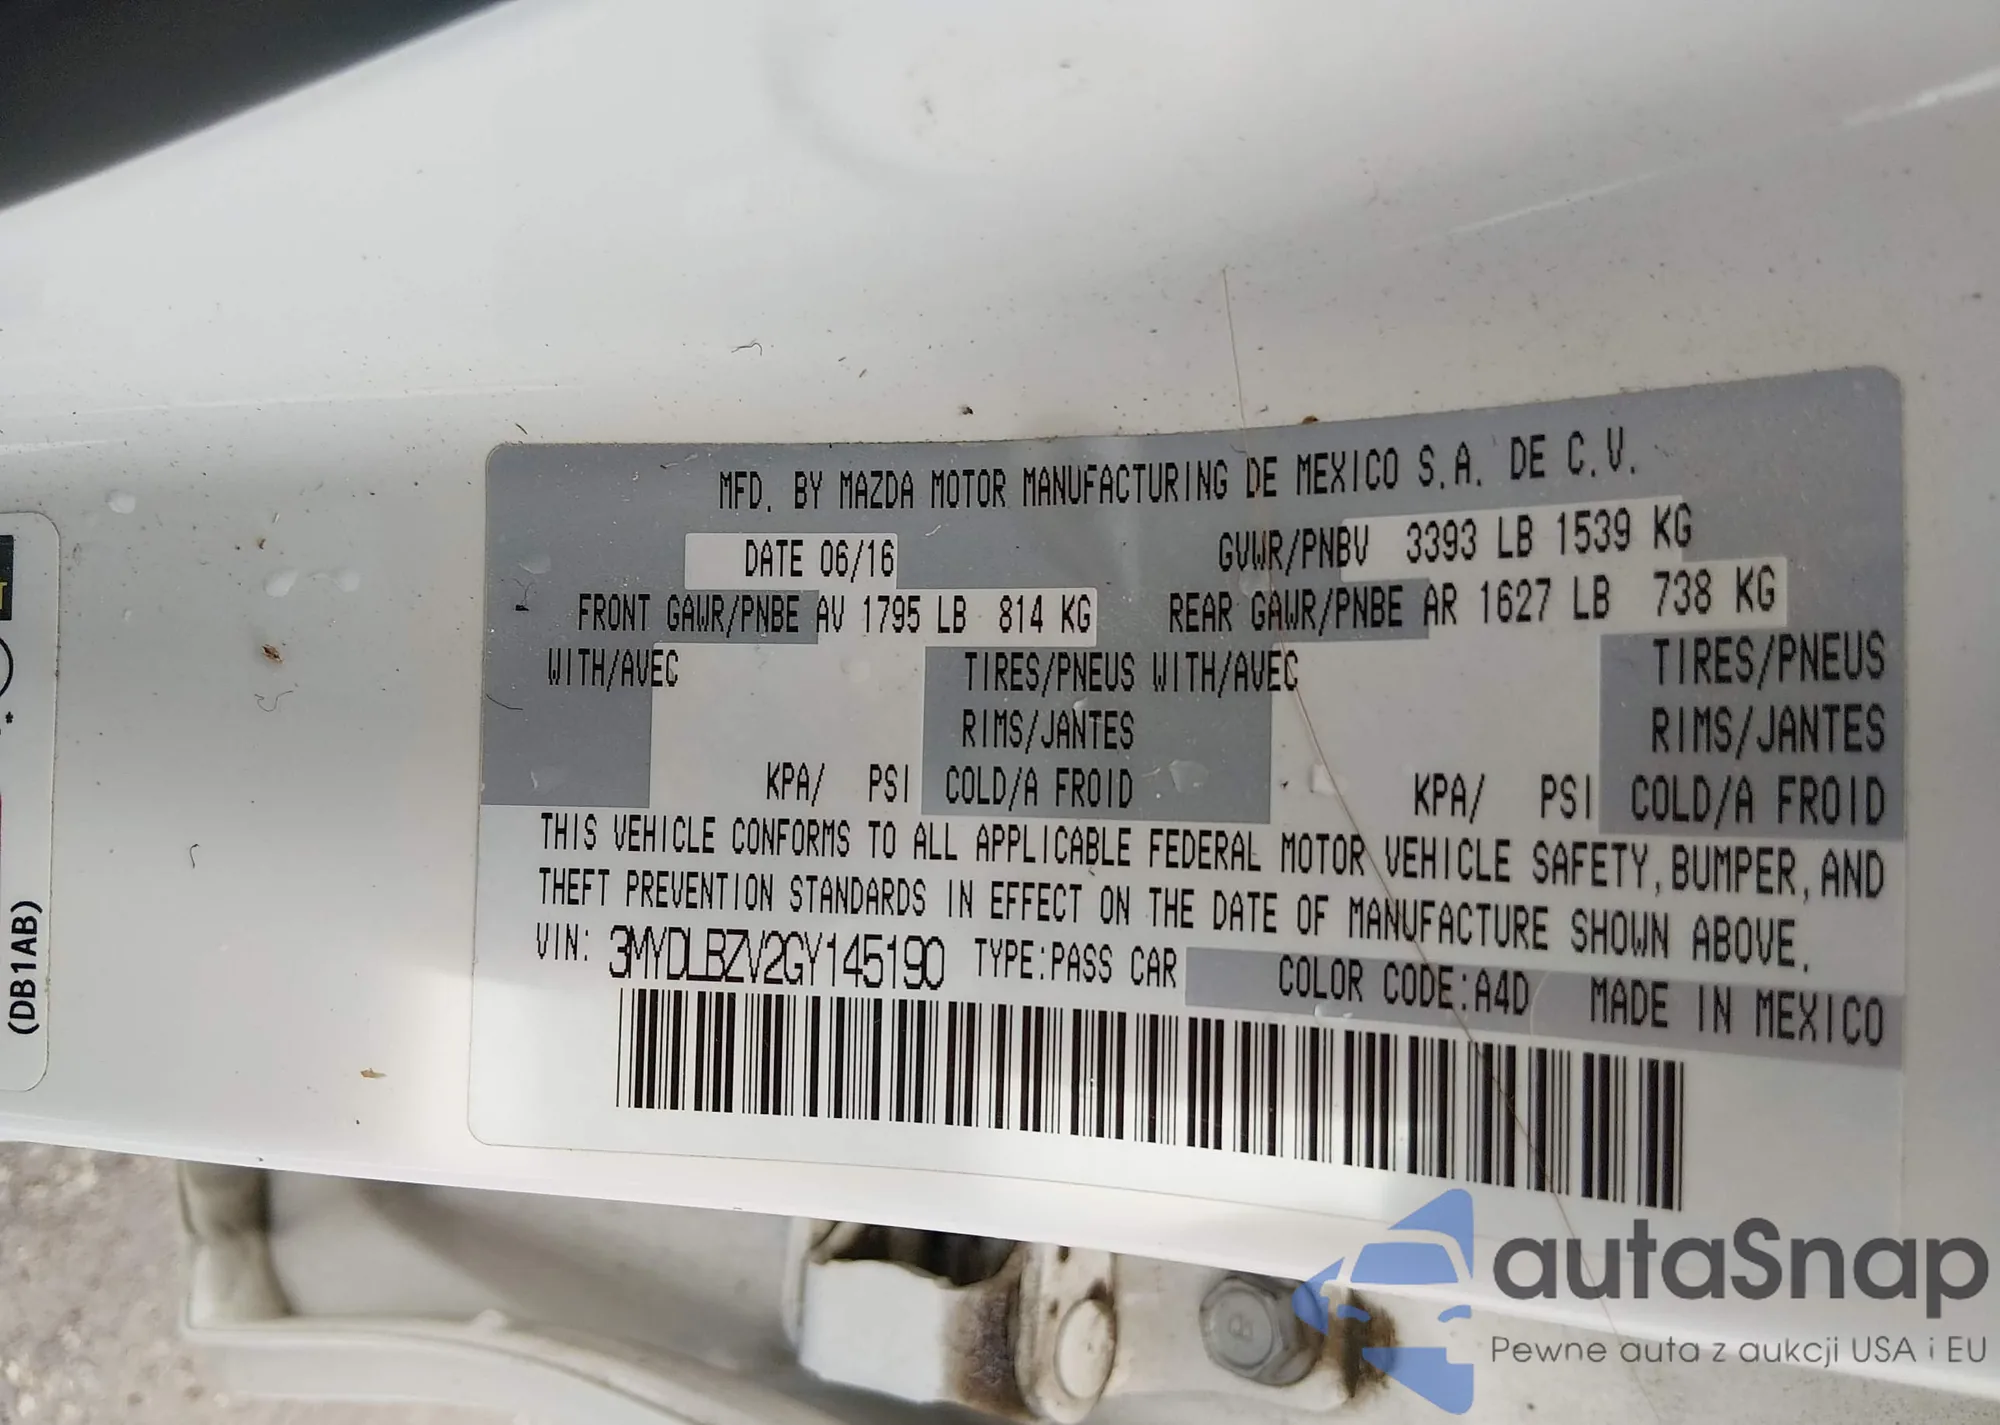 MFD. BY MAZDA MOTOR MANUFACTURING DE MEXICO S.A. DE C.V.
DATE 06/16 GVWR/PNBV 3393 LB 1539 KG
FRONT GAWR/PNBE AV 1795 LB 814 KG REAR GAWR/PNBE AR 1627 LB 738 KG
WITH/AVEC TIRES/PNEUS WITH/AVEC TIRES/PNEUS
RIMS/JANTES RIMS/JANTES
KPA/ PSI COLD/A FROID KPA/ PSI COLD/A FROID
THIS VEHICLE CONFORMS TO ALL APPLICABLE FEDERAL MOTOR VEHICLE SAFETY, BUMPER, AND
THEFT PREVENTION STANDARDS IN EFFECT ON THE DATE OF MANUFACTURE SHOWN ABOVE.
VIN: 3MYDLBZV2GY145190 TYPE:PASS CAR COLOR CODE:A4D MADE IN MEXICO
(DB1AB)
autaSnap
Pewne auta z aukcji USA i EU